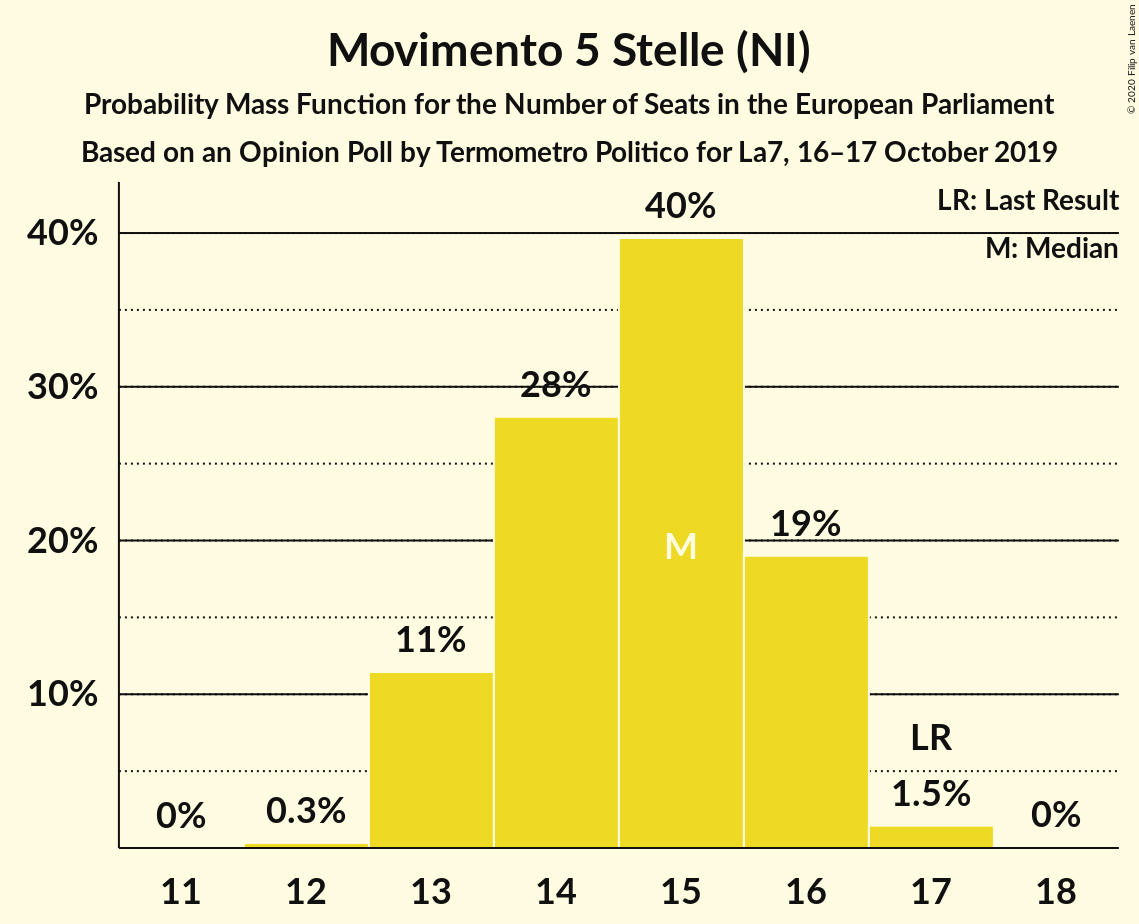 Movimento 5 Stelle (NI)
Probability Mass Function for the Number of Seats in the European Parliament
Based on an Opinion Poll by Termometro Politico for La7, 16–17 October 2019
© 2020 Filip van Laenen
LR: Last Result
M: Median
40%
30%
20%
10%
0%
0.3%
11%
28%
40%
M
19%
LR
1.5%
0%
11 12 13 14 15 16 17 18